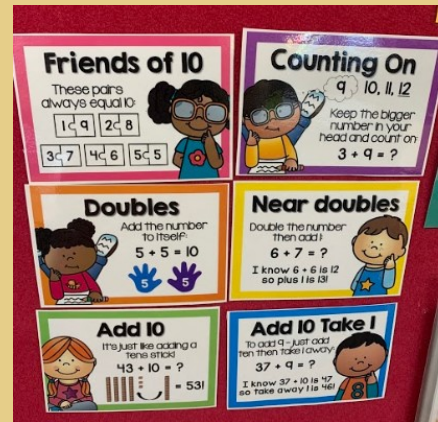 Friends of 10
These pairs
always equal 10:
1 9 2 8
3 7 4 6 5 5
Counting On
9 10, 11, 12
Keep the bigger
number in your
head and count on:
3 + 9 = ?
Doubles
Add the number
to itself:
5 + 5 = 10
5 5
Near doubles
Double the number
then add 1:
6 + 7 = ?
I know 6 + 6 is 12
so plus 1 is 13!
Add 10
It's just like adding a
tens stick!
43 + 10 = ?
= 53!
Add 10 Take 1
To add 9 - just add
ten then take 1 away!
37 + 9 = ?
I know 37 + 10 is 47
so take away 1 is 46!
8